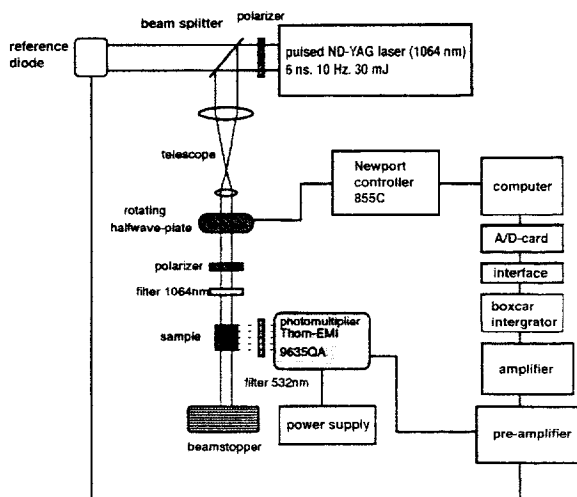 polarizer
beam splitter
reference
diode
pulsed ND-YAG laser (1064 nm)
6 ns. 10 Hz. 30 mJ
telescope
Newport
controller
855C
computer
rotating
halfwave-plate
A/D-card
polarizer
interface
filter 1064nm
boxcar
intergrator
sample
photomultiplier
Thorn-EMI
9635QA
filter 532nm
amplifier
power supply
pre-amplifier
beamstopper